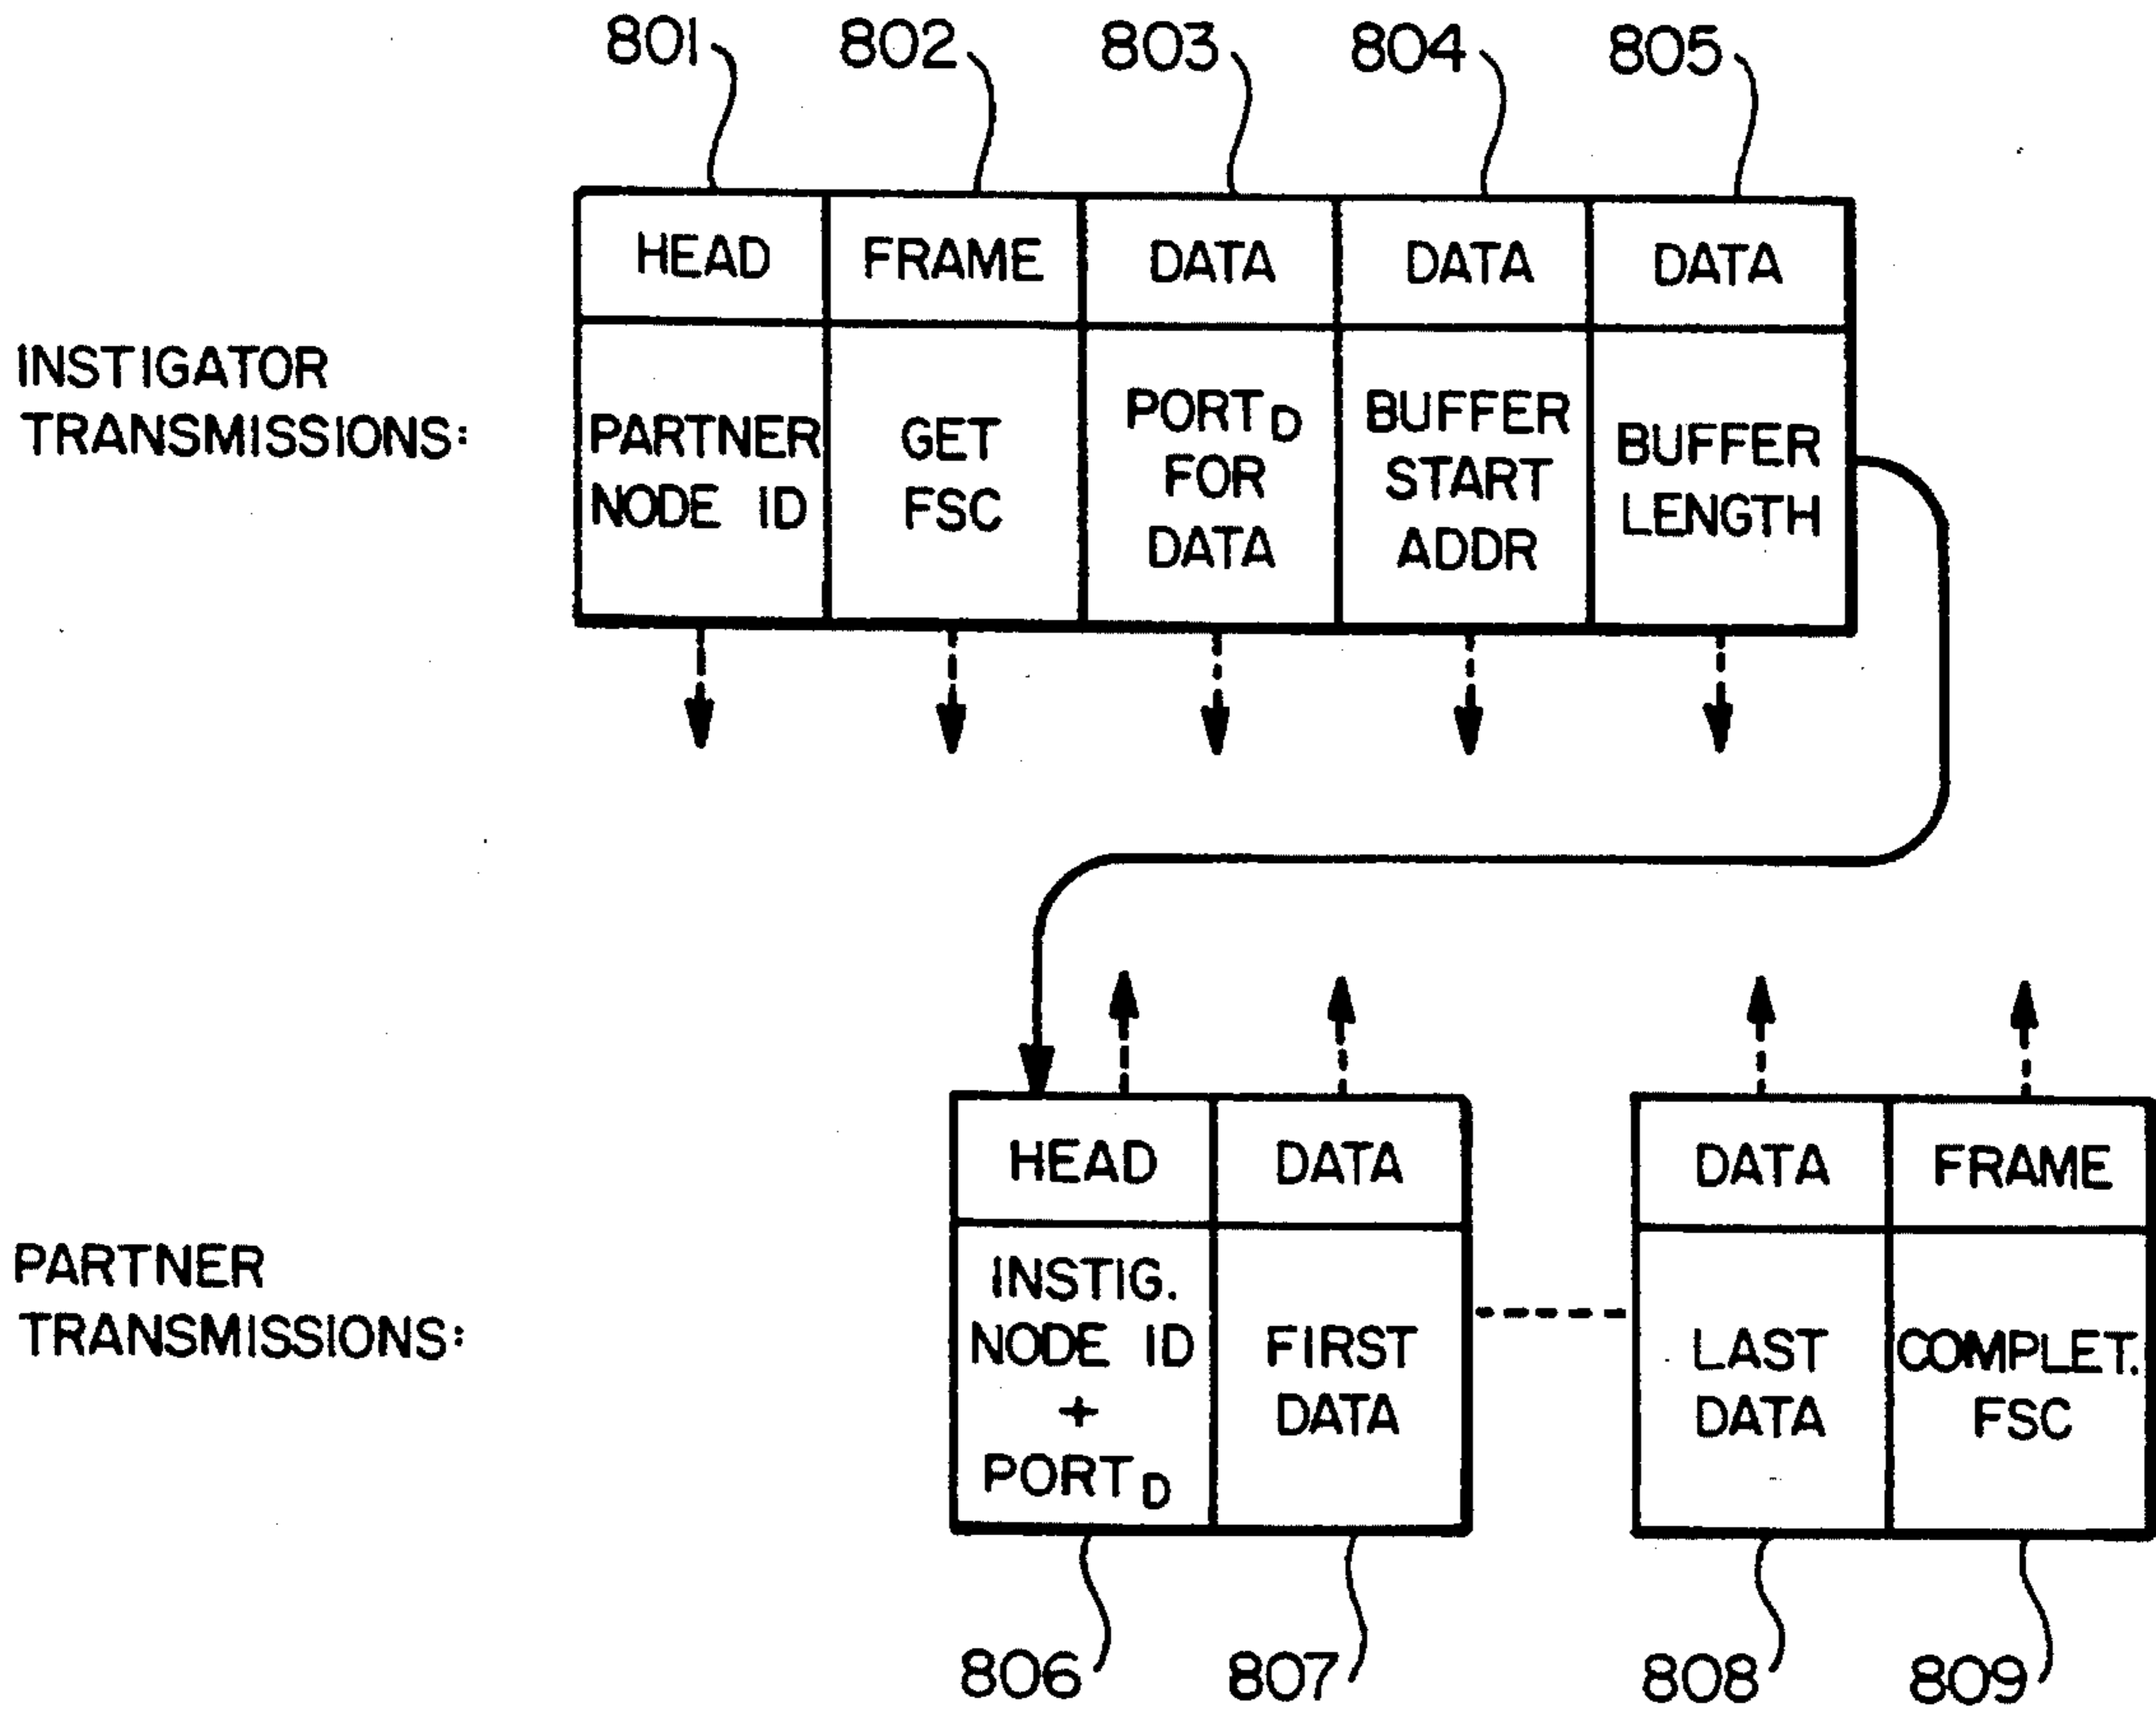 801 802 803 804 805
HEAD FRAME DATA DATA DATA
INSTIGATOR
TRANSMISSIONS:
PARTNER
NODE ID
GET
FSC
PORT D
FOR
DATA
BUFFER
START
ADDR
BUFFER
LENGTH
HEAD DATA DATA FRAME
PARTNER
TRANSMISSIONS:
INSTIG.
NODE ID
+
PORT D
FIRST
DATA
LAST
DATA
COMPLET.
FSC
806 807 808 809